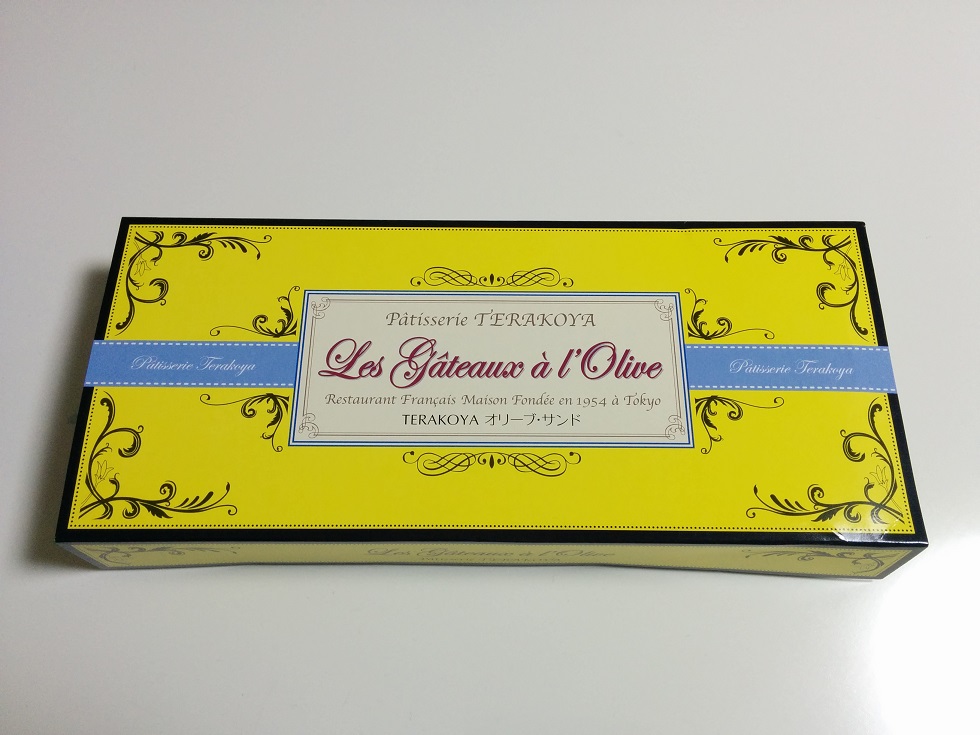 Pâtisserie TERAKOYA
Les Gâteaux à l'Olive
Restaurant Français Maison Fondée en 1954 à Tokyo
TERAKOYA オリーブ・サンド
Pâtisserie Terakoya
Pâtisserie Terakoya
Les Gâteaux à l'Olive